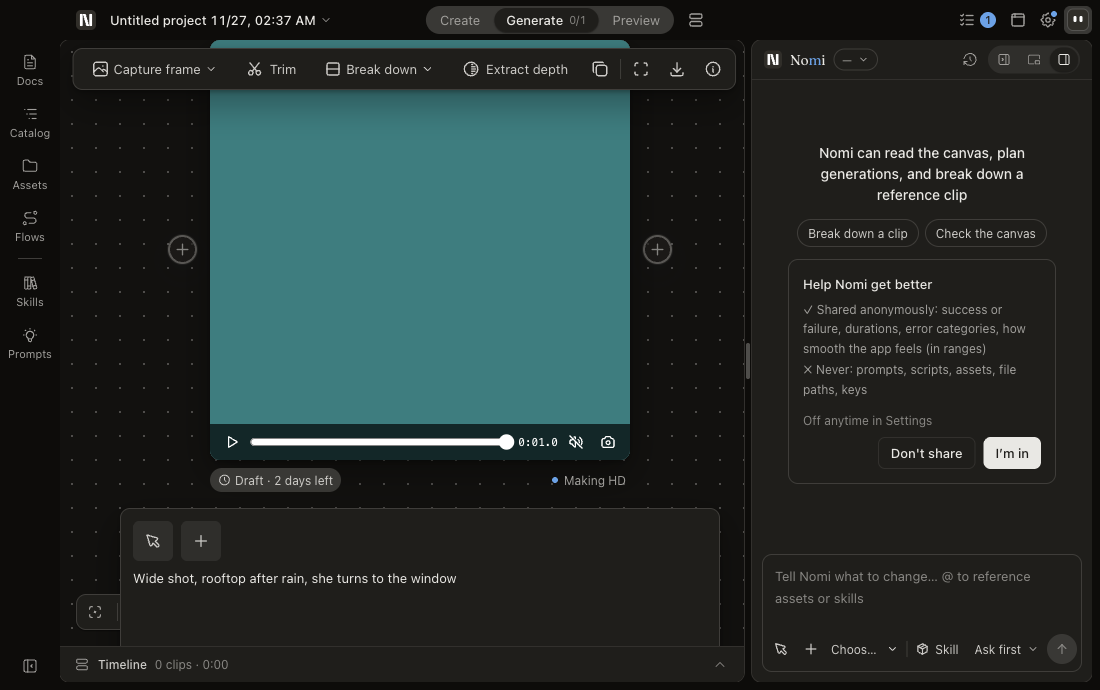 Untitled project 11/27, 02:37 AM
Create
Generate 0/1
Preview
1
Docs
Catalog
Assets
Flows
Skills
Prompts
Capture frame
Trim
Break down
Extract depth
0:01.0
Draft · 2 days left
Making HD
Wide shot, rooftop after rain, she turns to the window
Timeline 0 clips · 0:00
Nomi
—
Nomi can read the canvas, plan
generations, and break down a
reference clip
Break down a clip
Check the canvas
Help Nomi get better
✓ Shared anonymously: success or
failure, durations, error categories, how
smooth the app feels (in ranges)
✕ Never: prompts, scripts, assets, file
paths, keys
Off anytime in Settings
Don't share
I'm in
Tell Nomi what to change… @ to reference
assets or skills
Choos…
Skill
Ask first